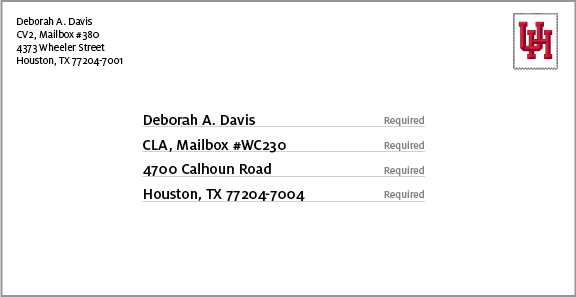 Deborah A. Davis
CV2, Mailbox #380
4373 Wheeler Street
Houston, TX 77204-7001
UH
Deborah A. Davis Required
CLA, Mailbox #WC230 Required
4700 Calhoun Road Required
Houston, TX 77204-7004 Required